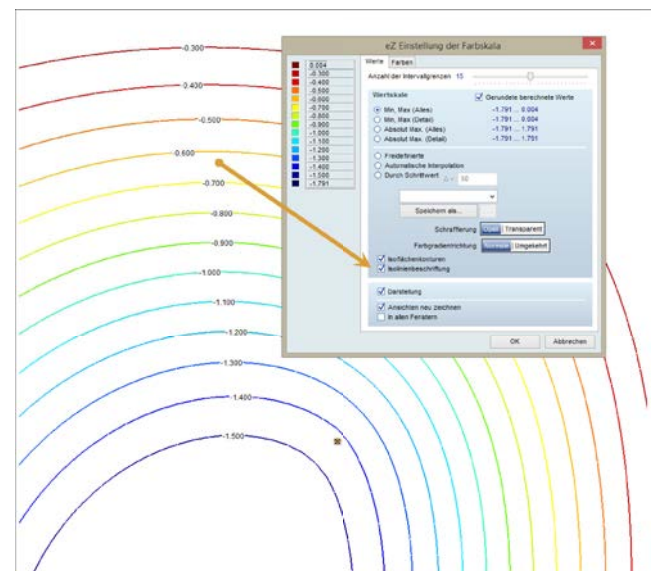 -0.300
-0.400
-0.500
-0.600
-0.700
-0.800
-0.900
-1.000
-1.100
-1.200
-1.300
-1.400
-1.500
eZ Einstellung der Farbskala
0.004
-0.300
-0.400
-0.500
-0.600
-0.700
-0.800
-0.900
-1.000
-1.100
-1.200
-1.300
-1.400
-1.500
-1.791
Werte Farben
Anzahl der Intervallgrenzen 15
Wertskale
Gerundete berechnete Werte
Min, Max (Alles) -1.791 ... 0.004
Min, Max (Detail) -1.791 ... 0.004
Absolut Max. (Alles) -1.791 ... 1.791
Absolut Max. (Detail) -1.791 ... 1.791
Freidefinierte
Automatische Interpolation
Durch Schrittwert
Speichern als...
Schraffierung Opak Transparent
Farbgradientrichtung Normale Umgekehrt
Isoflächenkonturen
Isolinienbeschriftung
Darstellung
Ansichten neu zeichnen
In allen Fenstern
OK Abbrechen